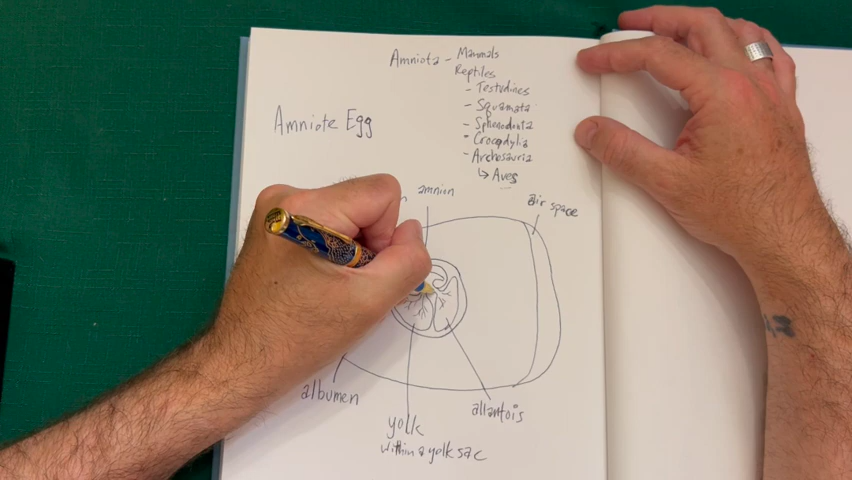 Amniota - Mammals
Reptiles
- Testudines
- Squamata
- Sphenodonta
- Crocodylia
- Archosauria
↳ Aves
Amniote Egg
amnion
air space
albumen
allantois
yolk
within a yolk sac